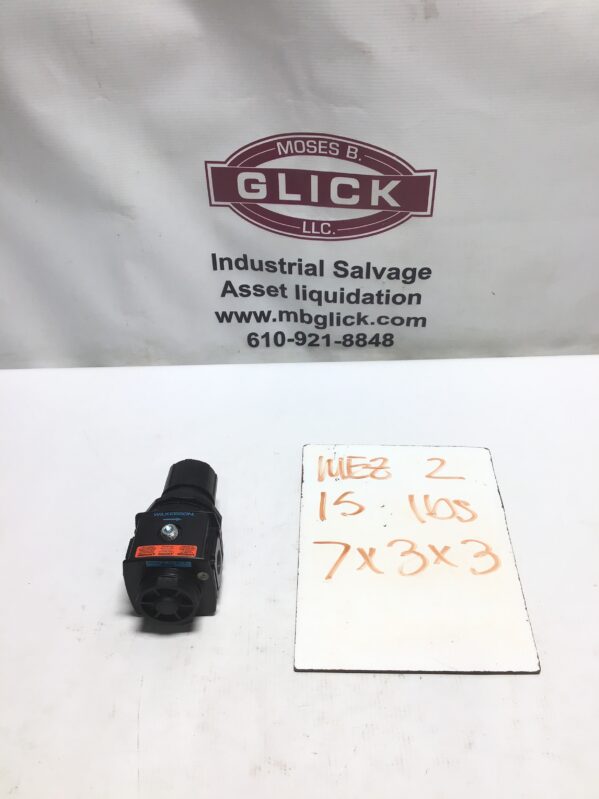 MOSES B.
GLICK
LLC.
Industrial Salvage
Asset liquidation
www.mbglick.com
610-921-8848
WILKERSON
MEZ 2
15 lbs
7x3x3